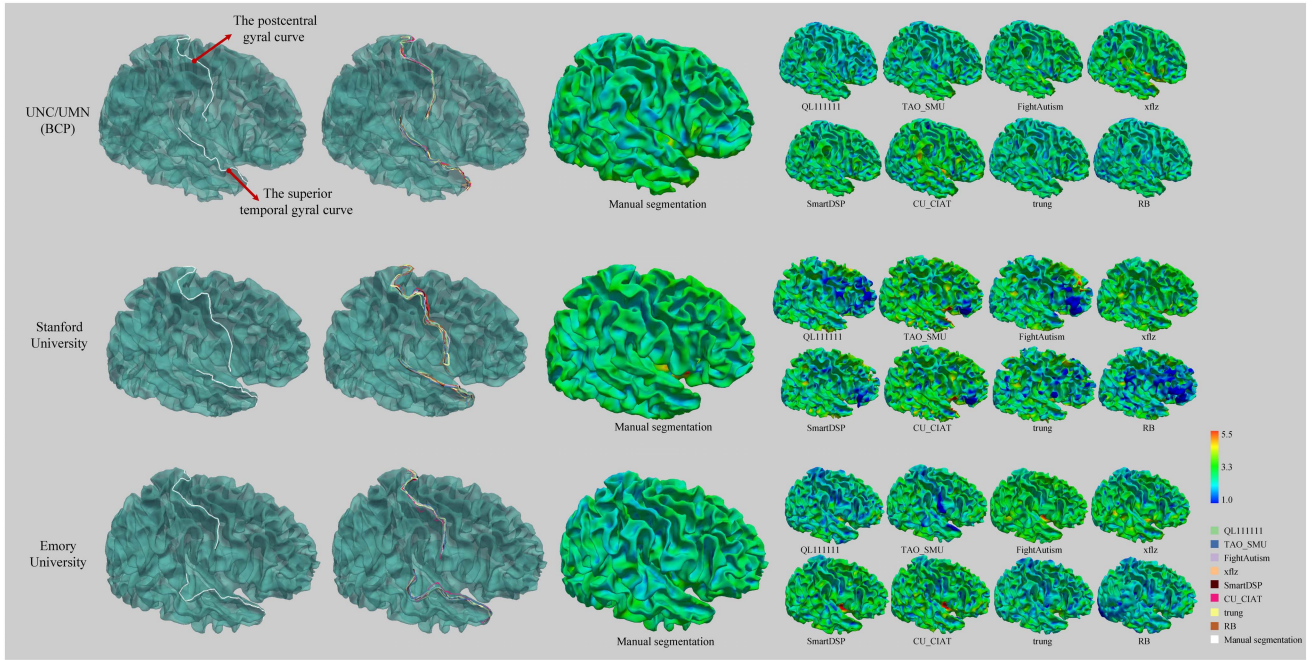 The postcentral
gyral curve
UNC/UMN
(BCP)
The superior
temporal gyral curve
Manual segmentation
QL111111
TAO_SMU
FightAutism
xflz
SmartDSP
CU_CIAT
trung
RB
Stanford
University
Manual segmentation
QL111111
TAO_SMU
FightAutism
xflz
SmartDSP
CU_CIAT
trung
RB
Emory
University
Manual segmentation
QL111111
TAO_SMU
FightAutism
xflz
SmartDSP
CU_CIAT
trung
RB
5.5
3.3
1.0
QL111111
TAO_SMU
FightAutism
xflz
SmartDSP
CU_CIAT
trung
RB
Manual segmentation